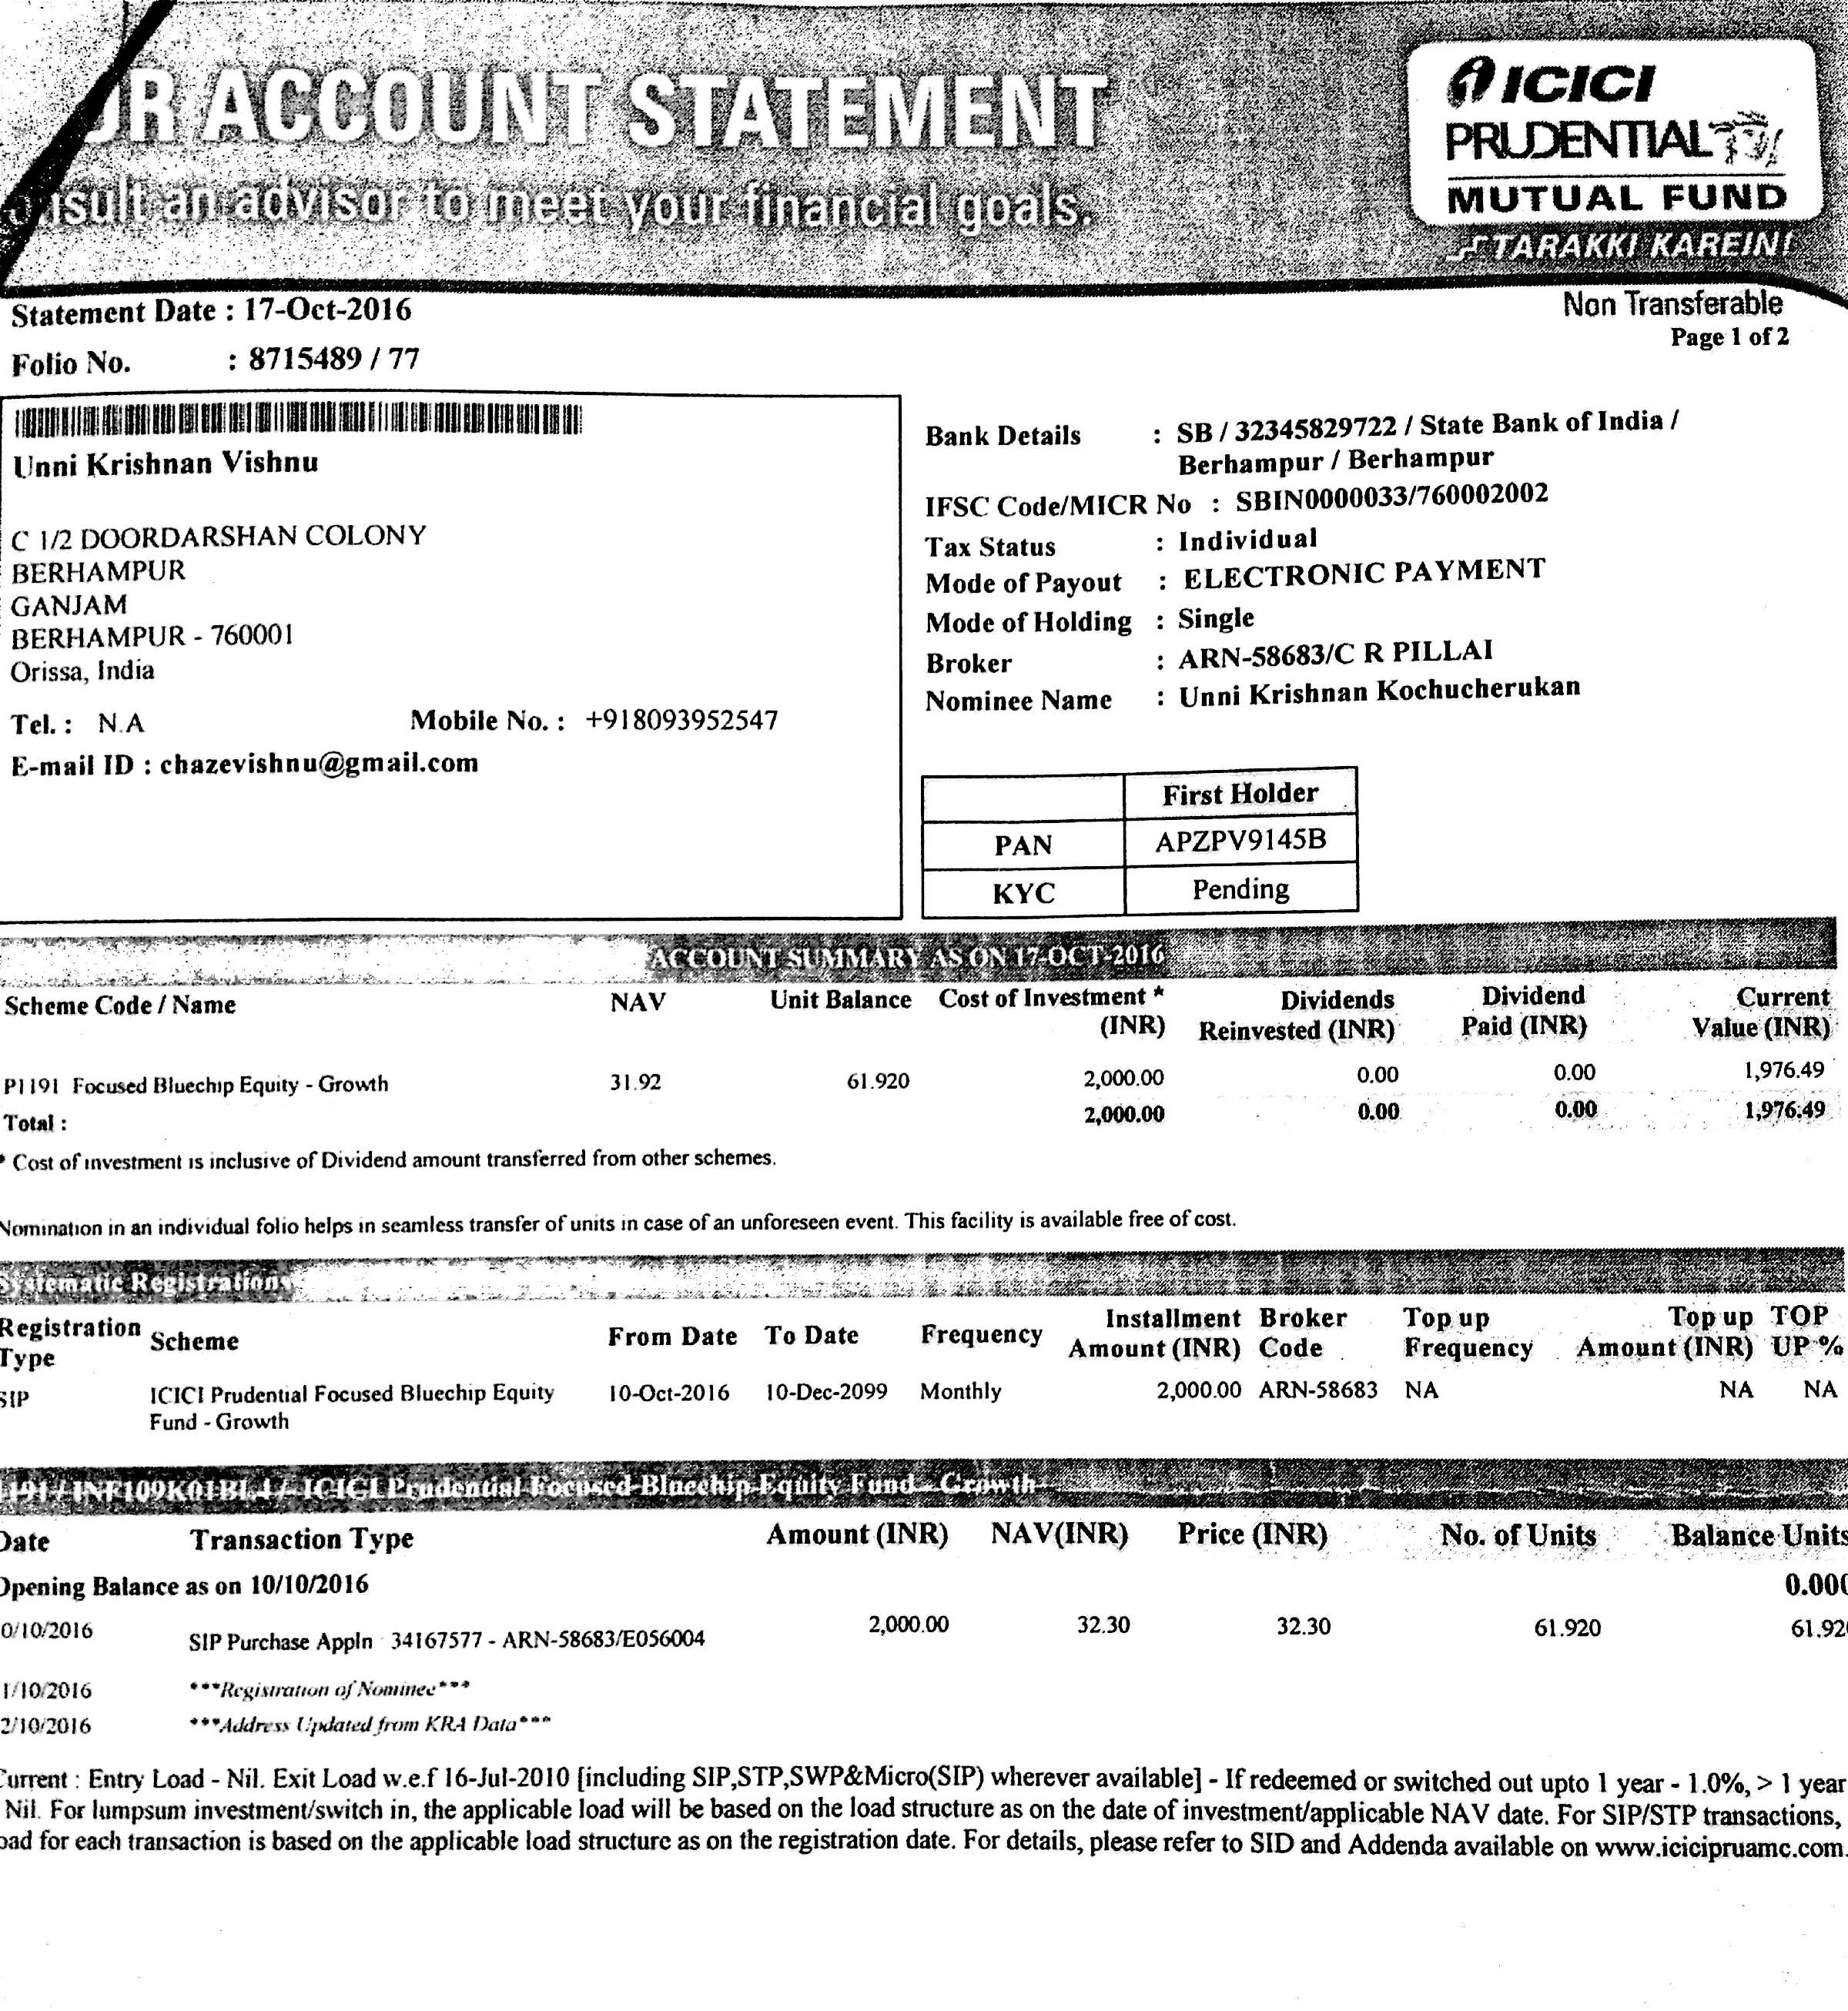 R ACCOUNT STATEMENT
sult an advisor to meet your financial goals.
ICICI
PRUDENTIAL
MUTUAL FUND
TARAKKI KAREIN!
Statement Date : 17-Oct-2016
Non Transferable
Page 1 of 2
Folio No. : 8715489 / 77
Unni Krishnan Vishnu
C 1/2 DOORDARSHAN COLONY
BERHAMPUR
GANJAM
BERHAMPUR - 760001
Orissa, India
Tel. : N.A Mobile No. : +918093952547
E-mail ID : chazevishnu@gmail.com
Bank Details : SB / 32345829722 / State Bank of India /
Berhampur / Berhampur
IFSC Code/MICR No : SBIN0000033/760002002
Tax Status : Individual
Mode of Payout : ELECTRONIC PAYMENT
Mode of Holding : Single
Broker : ARN-58683/C R PILLAI
Nominee Name : Unni Krishnan Kochucherukan
First Holder
PAN APZPV9145B
KYC Pending
ACCOUNT SUMMARY AS ON 17-OCT-2016
Scheme Code / Name NAV Unit Balance Cost of Investment * Dividends Dividend Current
(INR) Reinvested (INR) Paid (INR) Value (INR)
P1191 Focused Bluechip Equity - Growth 31.92 61.920 2,000.00 0.00 0.00 1,976.49
Total : 2,000.00 0.00 0.00 1,976.49
* Cost of investment is inclusive of Dividend amount transferred from other schemes.
Nomination in an individual folio helps in seamless transfer of units in case of an unforeseen event. This facility is available free of cost.
Systematic Registrations
Registration Scheme From Date To Date Frequency Installment Broker Top up Top up TOP
Type Amount (INR) Code Frequency Amount (INR) UP %
SIP ICICI Prudential Focused Bluechip Equity 10-Oct-2016 10-Dec-2099 Monthly 2,000.00 ARN-58683 NA NA NA
Fund - Growth
1191 / INF109K01BL4 / - ICICI Prudential Focused Bluechip Equity Fund - Growth
Date Transaction Type Amount (INR) NAV(INR) Price (INR) No. of Units Balance Units
Opening Balance as on 10/10/2016 0.000
0/10/2016 SIP Purchase Appln 34167577 - ARN-58683/E056004 2,000.00 32.30 32.30 61.920 61.92
1/10/2016 ***Registration of Nominee***
2/10/2016 ***Address Updated from KRA Data***
Current : Entry Load - Nil. Exit Load w.e.f 16-Jul-2010 [including SIP,STP,SWP&Micro(SIP) wherever available] - If redeemed or switched out upto 1 year - 1.0%, > 1 year
Nil. For lumpsum investment/switch in, the applicable load will be based on the load structure as on the date of investment/applicable NAV date. For SIP/STP transactions,
oad for each transaction is based on the applicable load structure as on the registration date. For details, please refer to SID and Addenda available on www.icicipruamc.com.